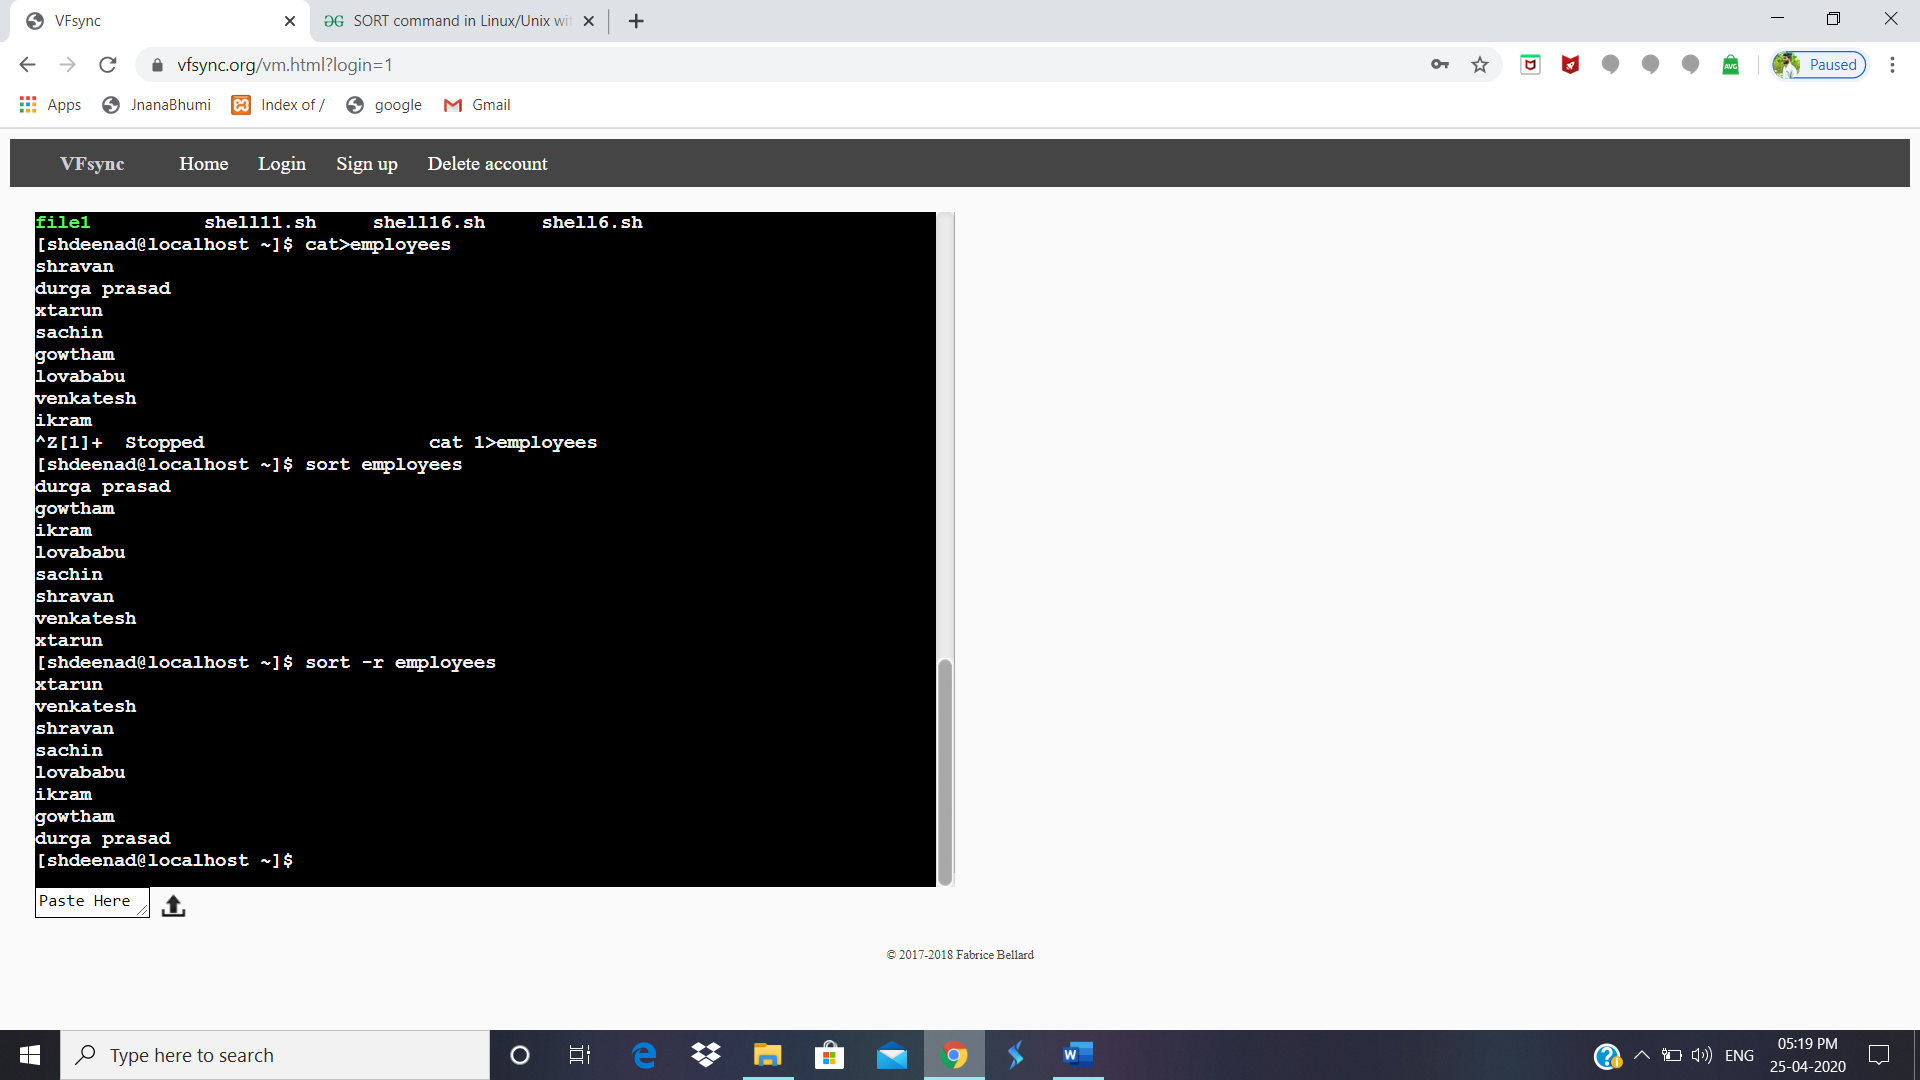 VFsync
SORT command in Linux/Unix wit
vfsync.org/vm.html?login=1
Paused
Apps JnanaBhumi Index of / google Gmail
VFsync Home Login Sign up Delete account
file1 shell11.sh shell16.sh shell6.sh
[shdeenad@localhost ~]$ cat>employees
shravan
durga prasad
xtarun
sachin
gowtham
lovababu
venkatesh
ikram
^Z[1]+ Stopped cat 1>employees
[shdeenad@localhost ~]$ sort employees
durga prasad
gowtham
ikram
lovababu
sachin
shravan
venkatesh
xtarun
[shdeenad@localhost ~]$ sort -r employees
xtarun
venkatesh
shravan
sachin
lovababu
ikram
gowtham
durga prasad
[shdeenad@localhost ~]$
Paste Here
© 2017-2018 Fabrice Bellard
Type here to search
ENG
05:19 PM
25-04-2020